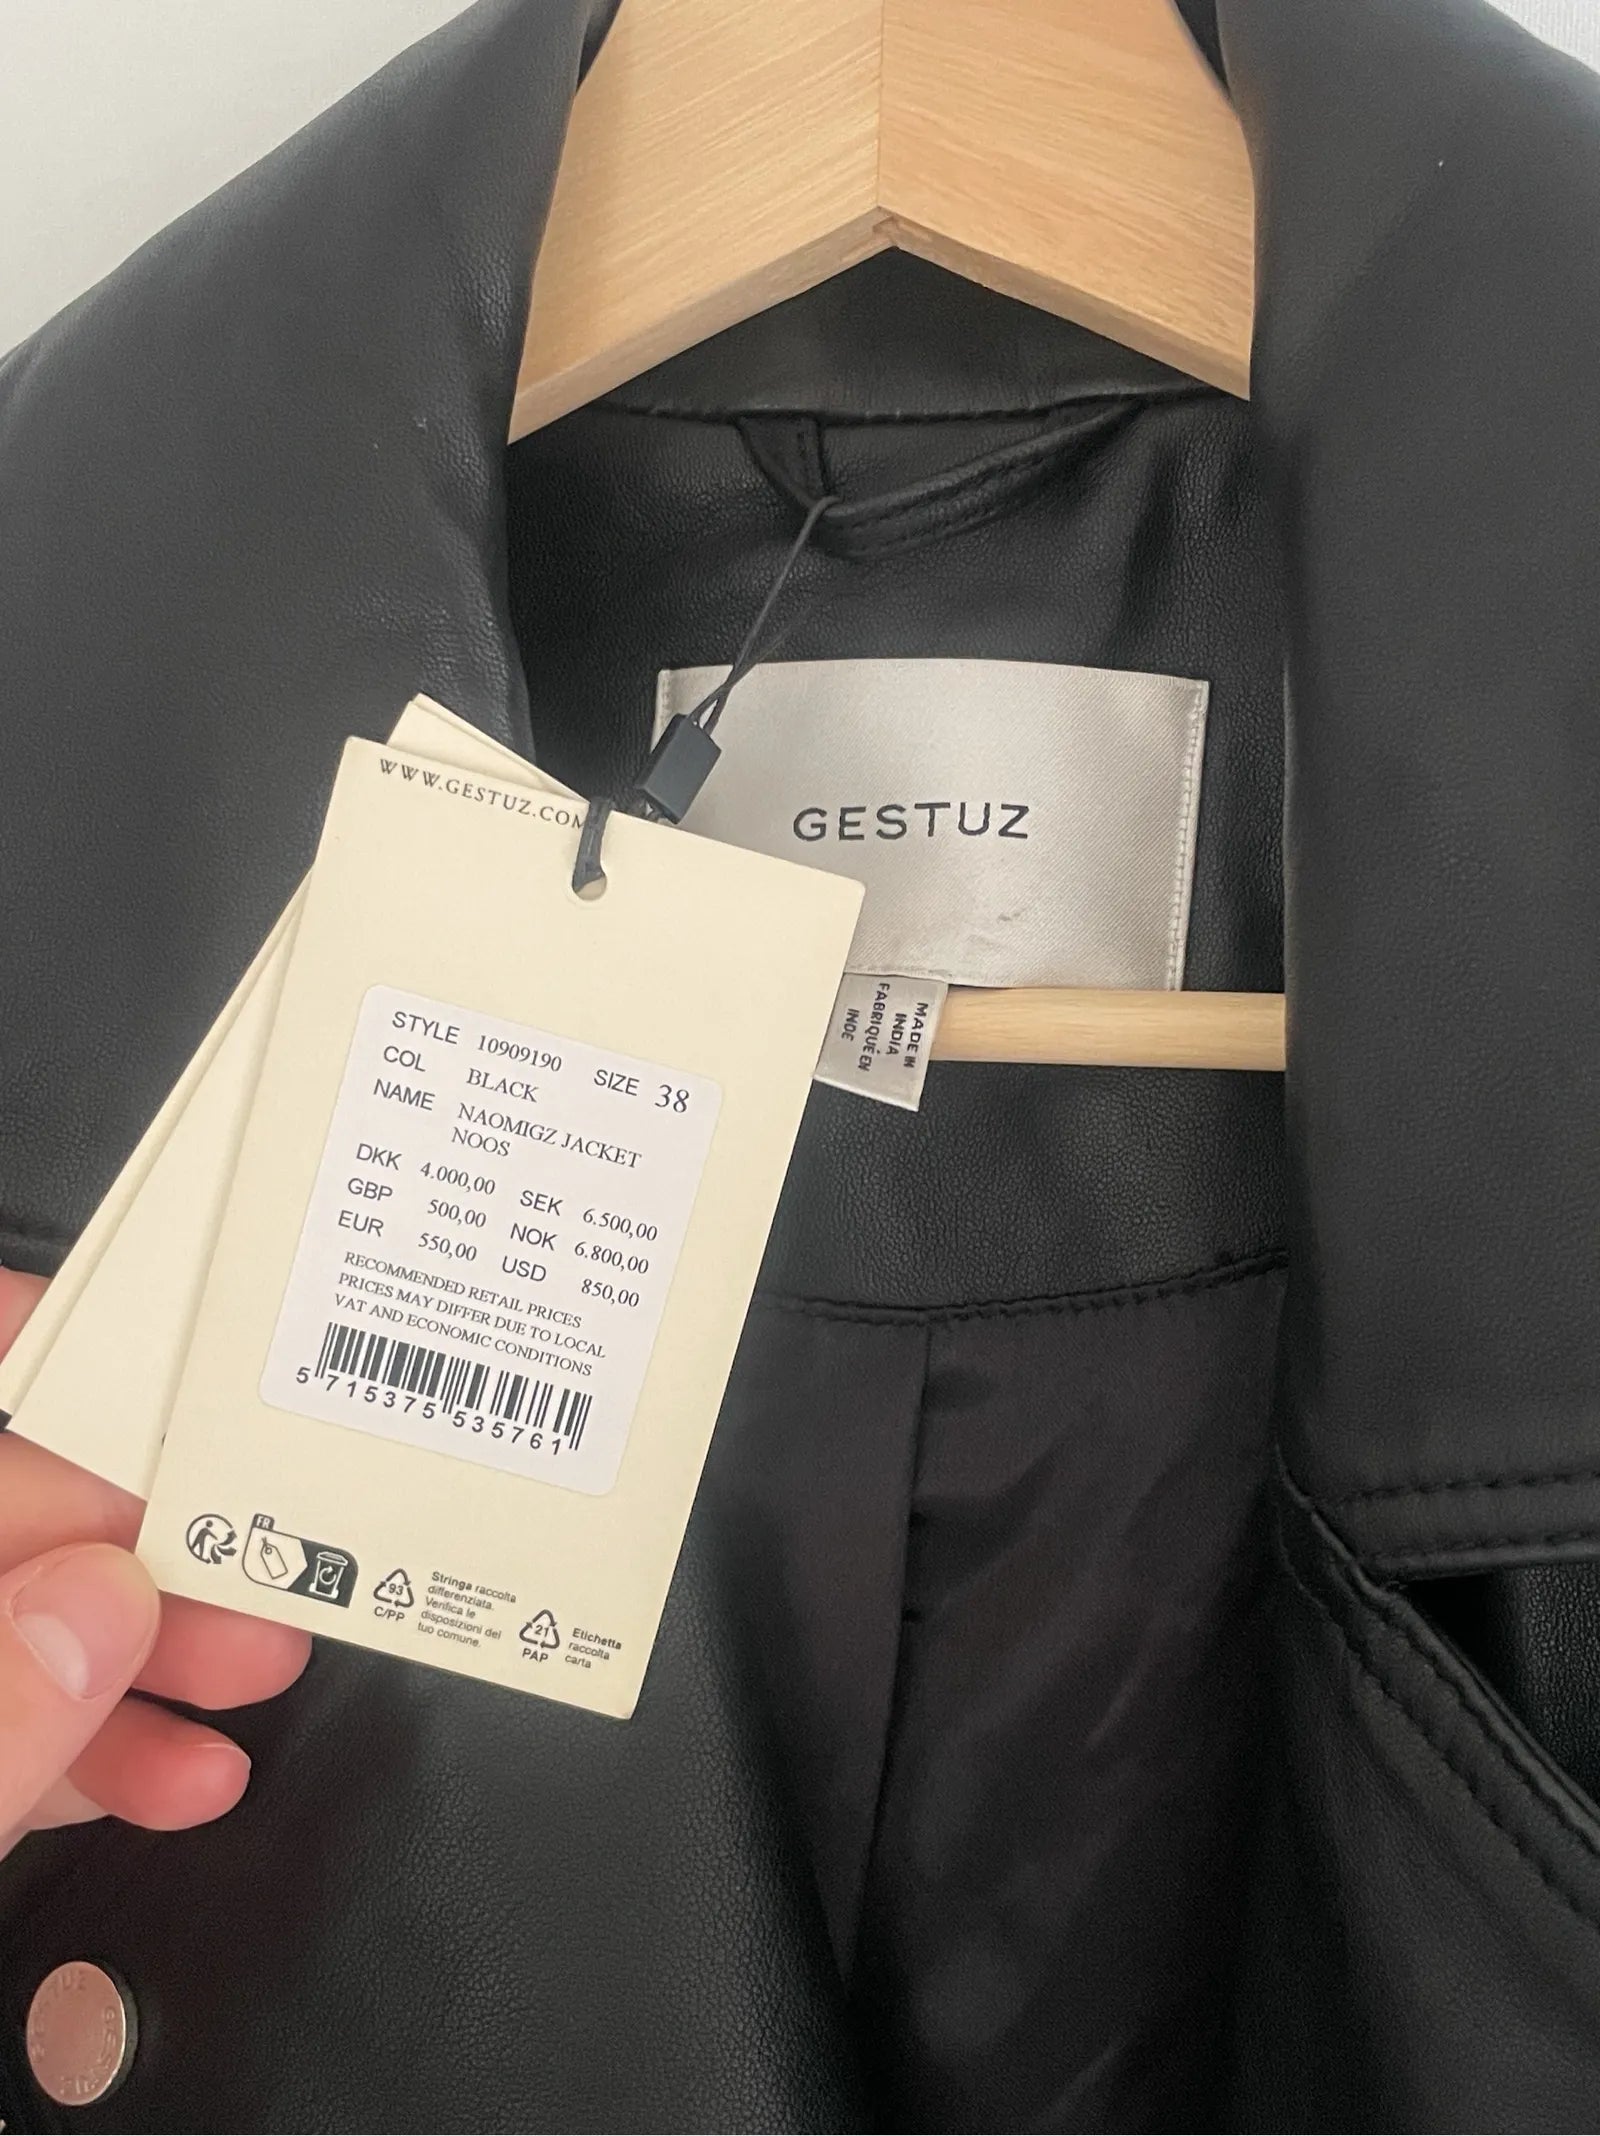 WWW.GESTUZ.COM
GESTUZ
MADE IN
INDIA
FABRIQUÉ EN
INDE
STYLE 10909190 SIZE 38
COL BLACK
NAME NAOMIGZ JACKET
NOOS
DKK 4.000,00 SEK 6.500,00
GBP 500,00 NOK 6.800,00
EUR 550,00 USD 850,00
RECOMMENDED RETAIL PRICES
PRICES MAY DIFFER DUE TO LOCAL
VAT AND ECONOMIC CONDITIONS
5 715375 535761
FR
93
C/PP
Stringa raccolta
differenziata.
Verifica le
disposizioni del
tuo comune.
21
PAP
Etichetta
raccolta
carta